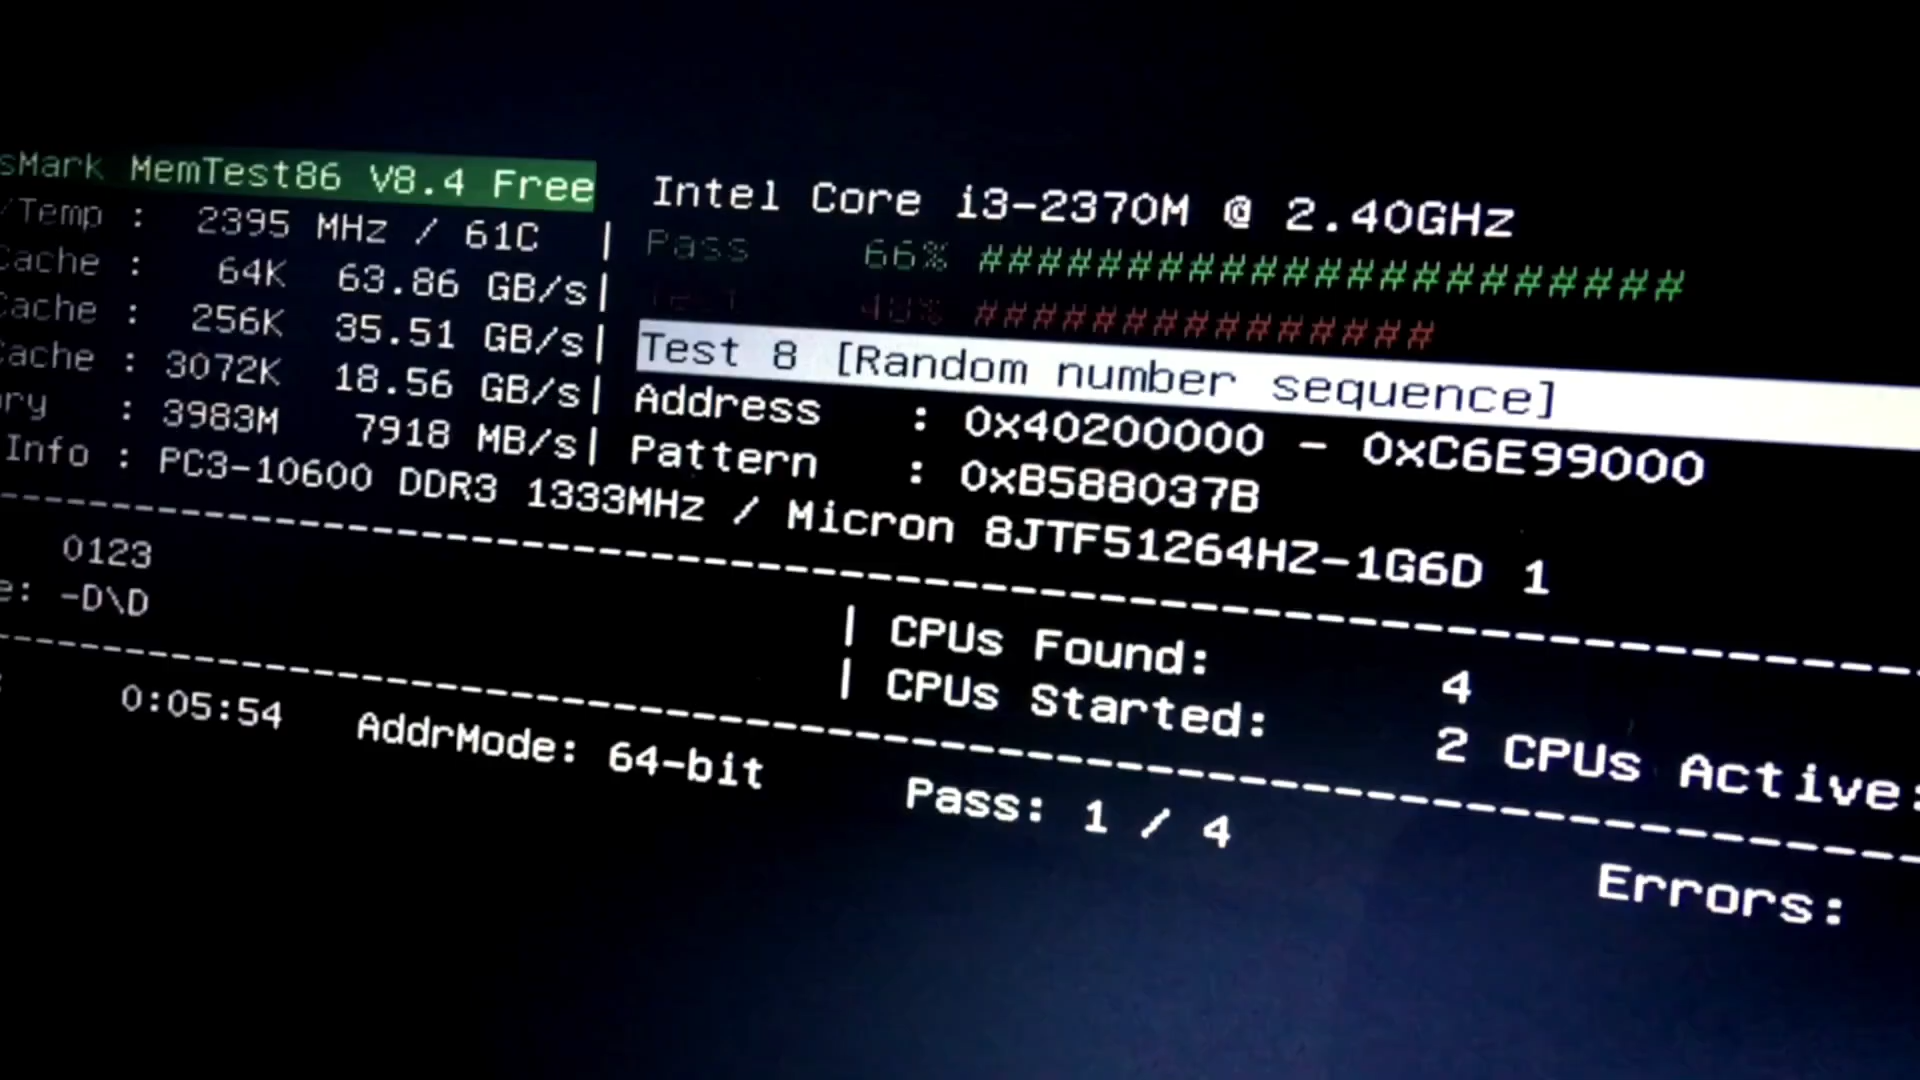 sMark MemTest86 V8.4 Free
Intel Core i3-2370M @ 2.40GHz
/Temp : 2395 MHz / 61C | Pass 66% ########################
Cache : 64K 63.86 GB/s| Test 40% ################
Cache : 256K 35.51 GB/s| Test 8 [Random number sequence]
Cache : 3072K 18.56 GB/s| Address : 0x40200000 - 0xC6E99000
ory : 3983M 7918 MB/s| Pattern : 0xB588037B
Info : PC3-10600 DDR3 1333MHz / Micron 8JTF51264HZ-1G6D 1
0123 | CPUs Found: 4
e: -D\D | CPUs Started: 2 CPUs Active:
: 0:05:54 AddrMode: 64-bit Pass: 1 / 4 Errors: